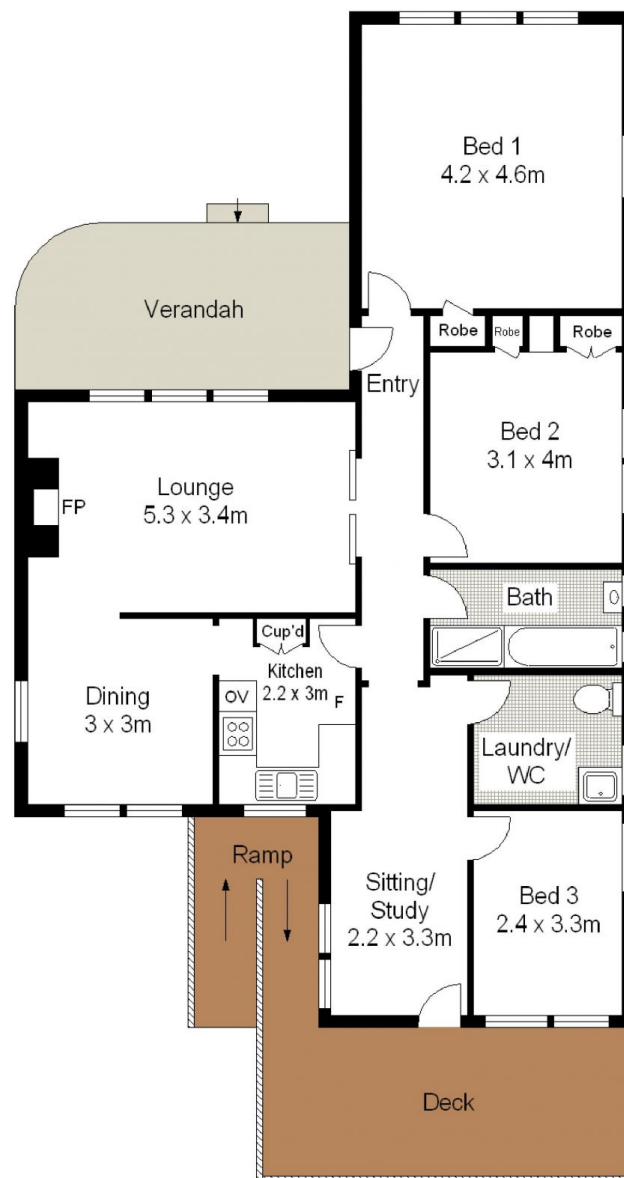 Bed 1
4.2 x 4.6m
Verandah
Robe
Robe
Robe
Entry
Bed 2
3.1 x 4m
Lounge
5.3 x 3.4m
FP
Bath
Cup'd
Kitchen
2.2 x 3m
F
OV
Dining
3 x 3m
Laundry/
WC
Ramp
Sitting/
Study
2.2 x 3.3m
Bed 3
2.4 x 3.3m
Deck